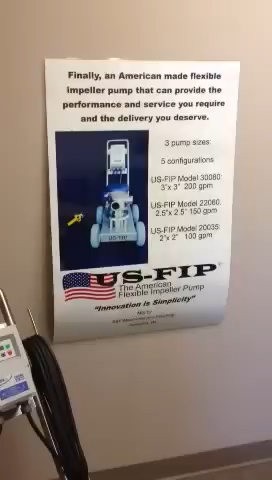 Finally, an American made flexible
impeller pump that can provide the
performance and service you require
and the delivery you deserve.
3 pump sizes:
5 configurations
US-FIP Model 30080:
3"x 3" 200 gpm
US-FIP Model 22060:
2.5"x 2.5" 150 gpm
US-FIP Model 20035:
2"x 2" 100 gpm
US-FIP
US-FIP
The American
Flexible Impeller Pump
"Innovation is Simplicity"